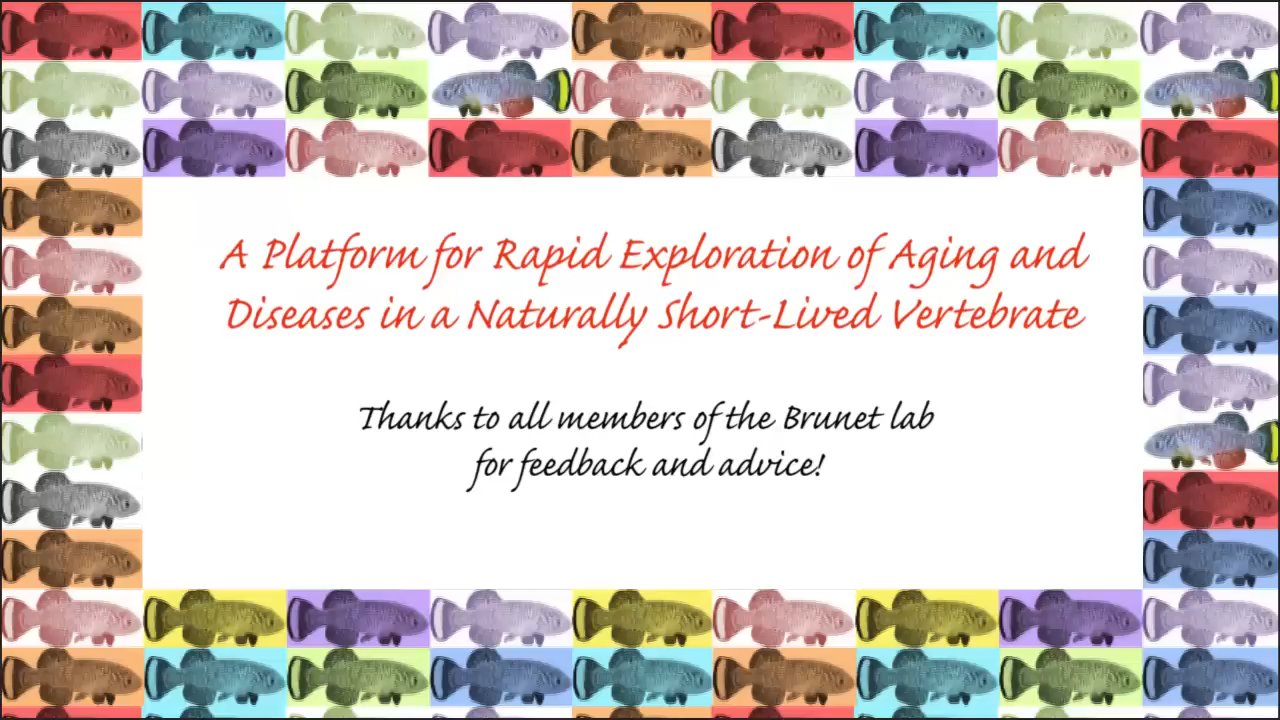 A Platform for Rapid Exploration of Aging and
Diseases in a Naturally Short-Lived Vertebrate
Thanks to all members of the Brunet lab
for feedback and advice!